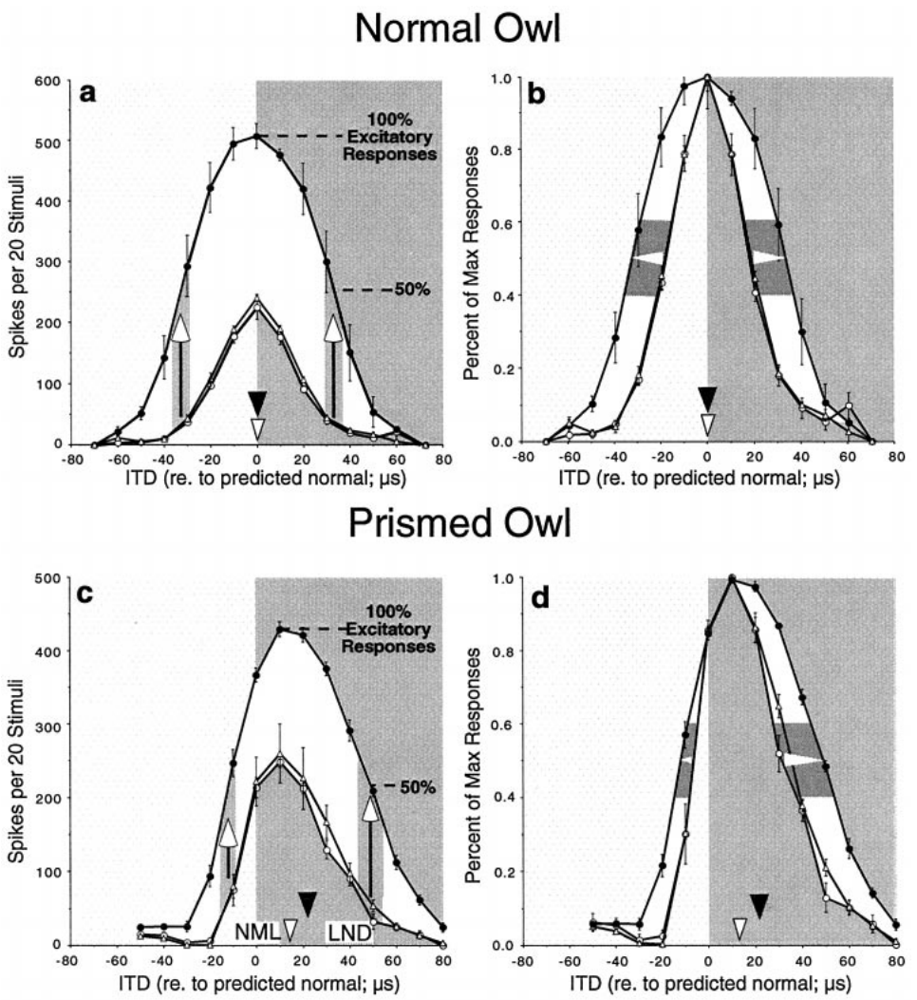 Normal Owl
a
600
500
400
300
200
100
0
Spikes per 20 Stimuli
100%
Excitatory
Responses
50%
-80 -60 -40 -20 0 20 40 60 80
ITD (re. to predicted normal; µs)
b
1.0
0.8
0.6
0.4
0.2
0.0
Percent of Max Responses
-80 -60 -40 -20 0 20 40 60 80
ITD (re. to predicted normal; µs)
Prismed Owl
c
500
400
300
200
100
0
Spikes per 20 Stimuli
100%
Excitatory
Responses
50%
NML LND
-80 -60 -40 -20 0 20 40 60 80
ITD (re. to predicted normal; µs)
d
1.0
0.8
0.6
0.4
0.2
0.0
Percent of Max Responses
-80 -60 -40 -20 0 20 40 60 80
ITD (re. to predicted normal; µs)